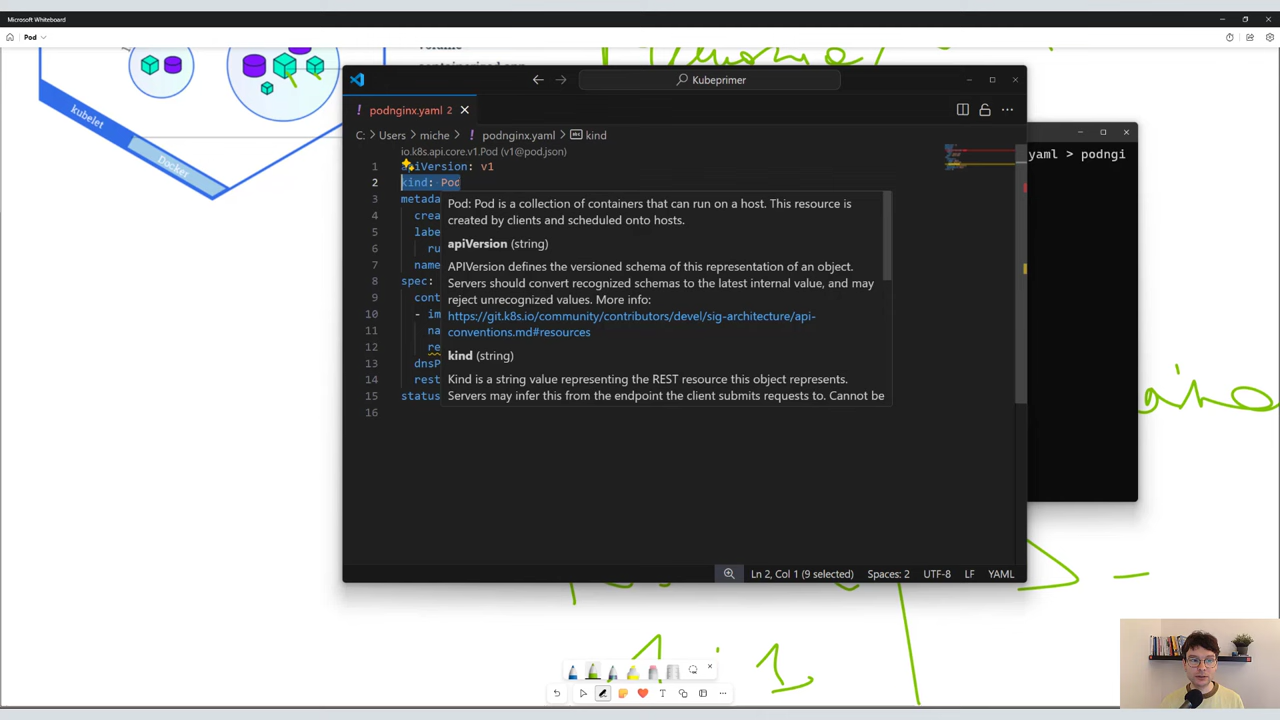 Microsoft Whiteboard
Pod
containerised app
kubelet
Docker
Kubeprimer
podnginx.yaml 2
C: > Users > miche > podnginx.yaml > kind
io.k8s.api.core.v1.Pod (v1@pod.json)
1 apiVersion: v1
2 kind: Pod
3 metada
4 crea
5 labe
6 ru
7 name
8 spec:
9 cont
10 - im
11 na
12 re
13 dnsP
14 rest
15 status
16
Pod: Pod is a collection of containers that can run on a host. This resource is
created by clients and scheduled onto hosts.
apiVersion (string)
APIVersion defines the versioned schema of this representation of an object.
Servers should convert recognized schemas to the latest internal value, and may
reject unrecognized values. More info:
https://git.k8s.io/community/contributors/devel/sig-architecture/api-
conventions.md#resources
kind (string)
Kind is a string value representing the REST resource this object represents.
Servers may infer this from the endpoint the client submits requests to. Cannot be
yaml > podngi
Ln 2, Col 1 (9 selected) Spaces: 2 UTF-8 LF YAML